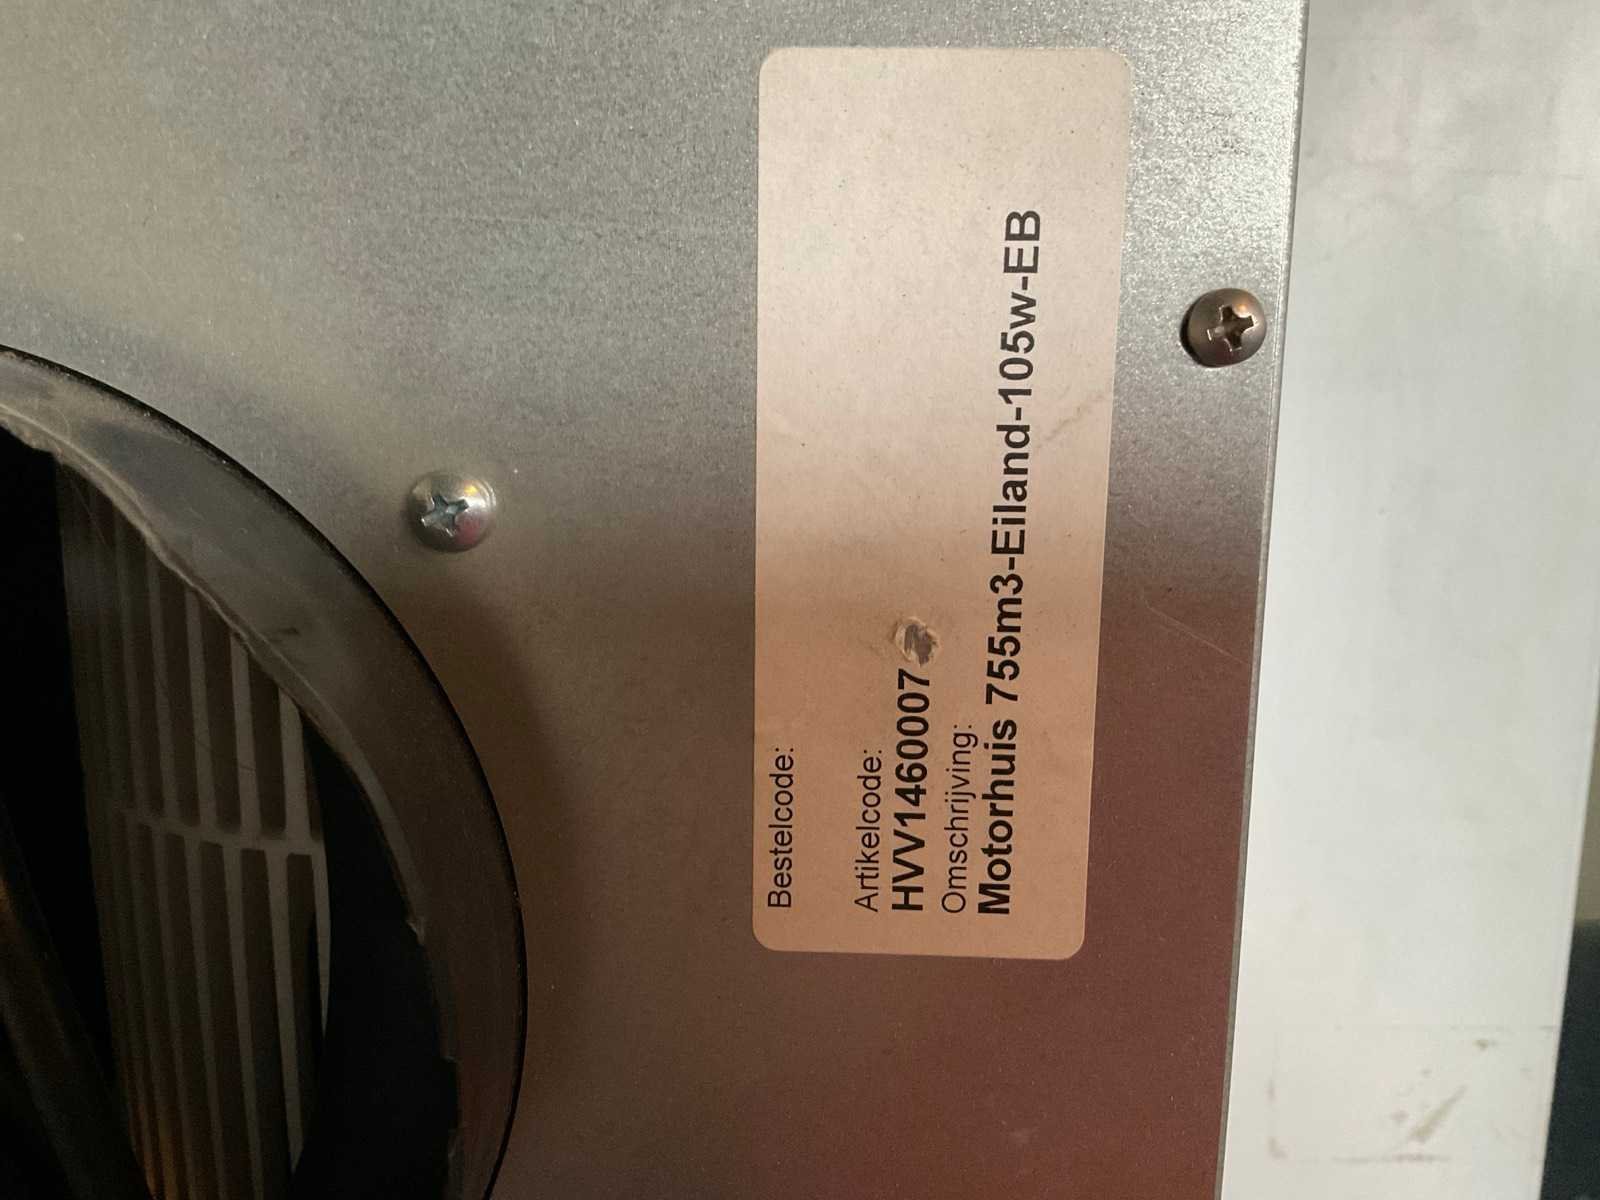 Bestelcode:
Artikelcode:
HVV1460007
Omschrijving:
Motorhuis 755m3-Eiland-105w-EB